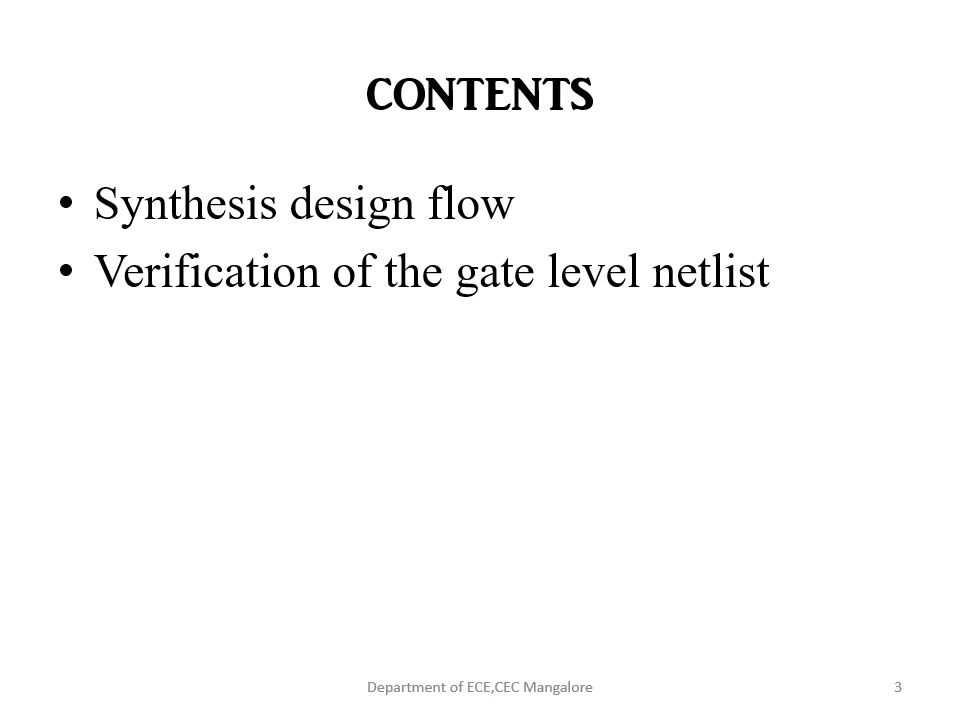 CONTENTS
• Synthesis design flow
• Verification of the gate level netlist
Department of ECE,CEC Mangalore 3